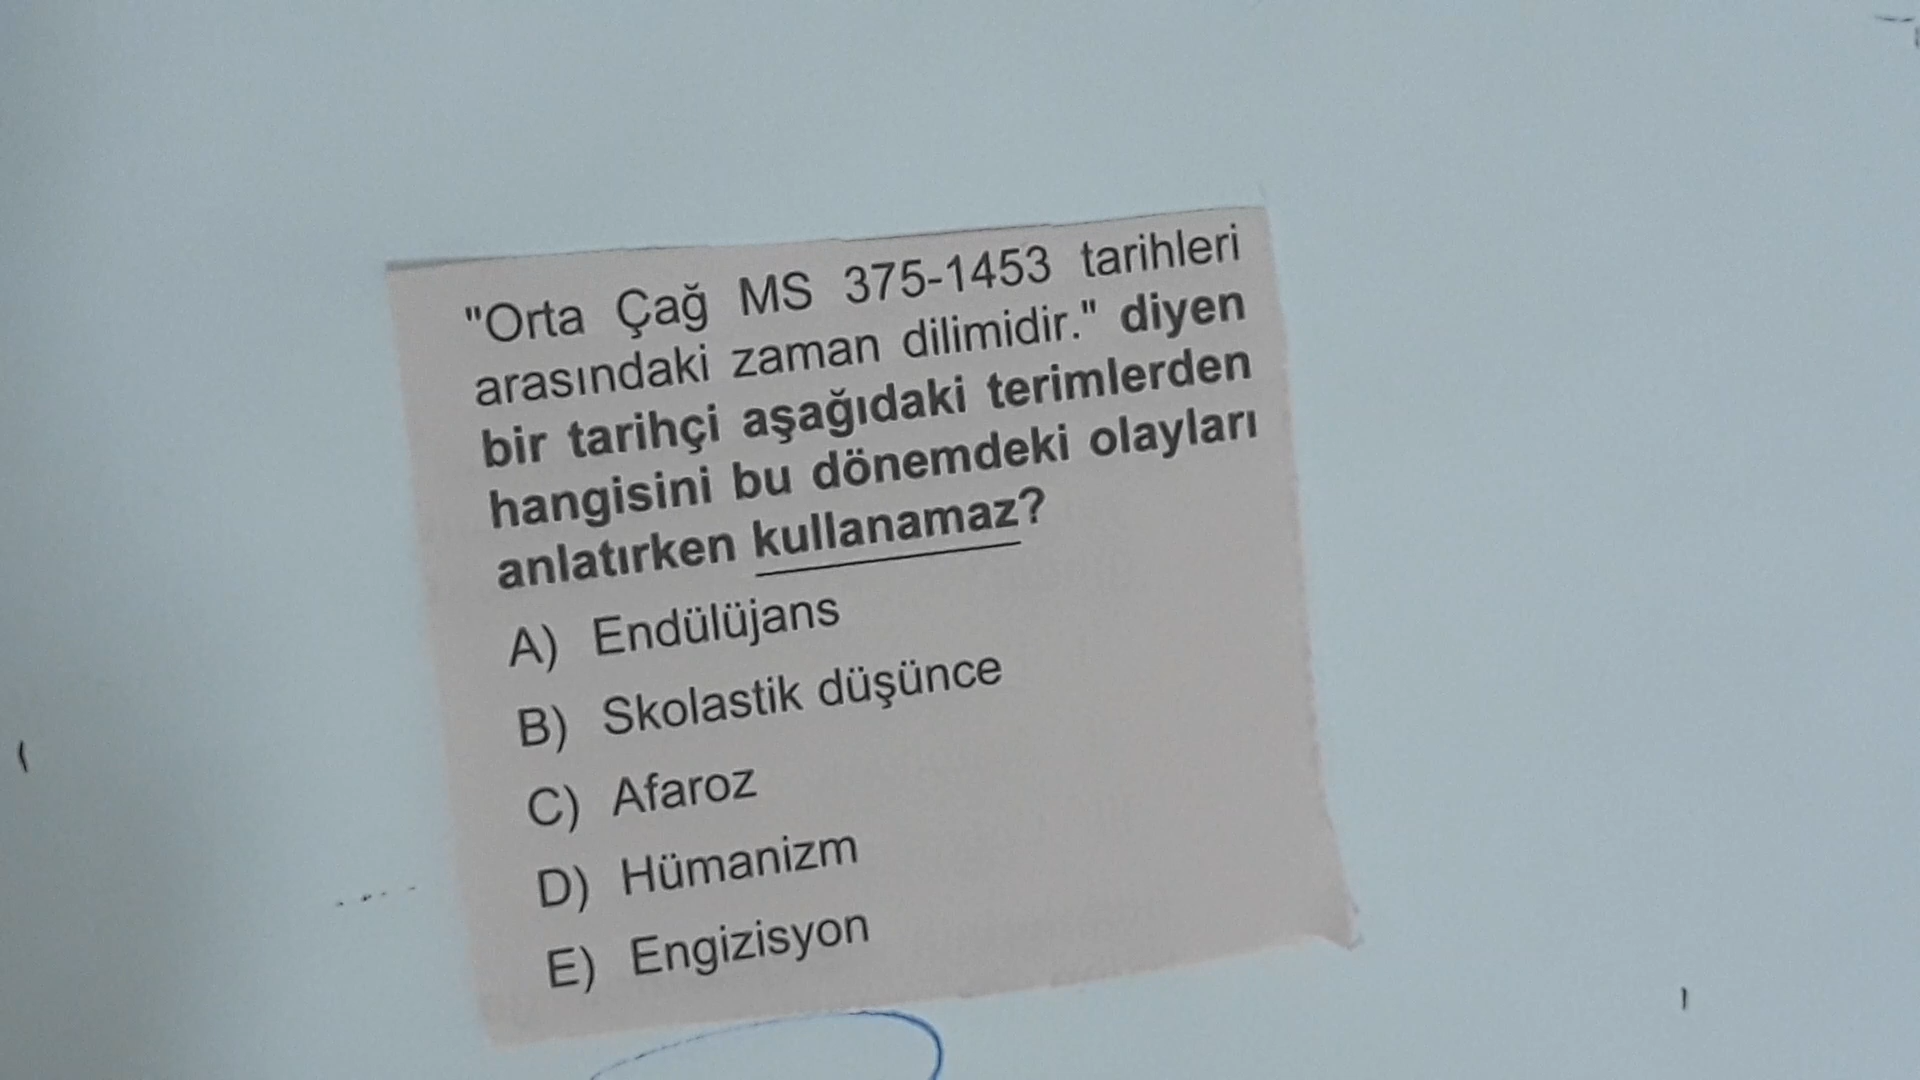 "Orta Çağ MS 375-1453 tarihleri
arasındaki zaman dilimidir." diyen
bir tarihçi aşağıdaki terimlerden
hangisini bu dönemdeki olayları
anlatırken kullanamaz?
A) Endülüjans
B) Skolastik düşünce
C) Afaroz
D) Hümanizm
E) Engizisyon